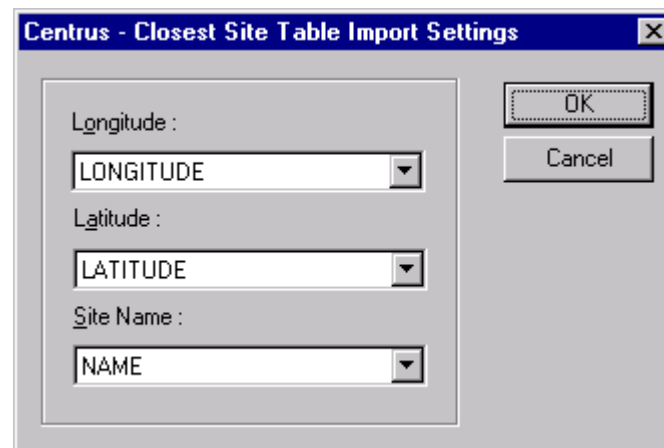 Centrus - Closest Site Table Import Settings
Longitude :
LONGITUDE
Latitude :
LATITUDE
Site Name :
NAME
OK
Cancel